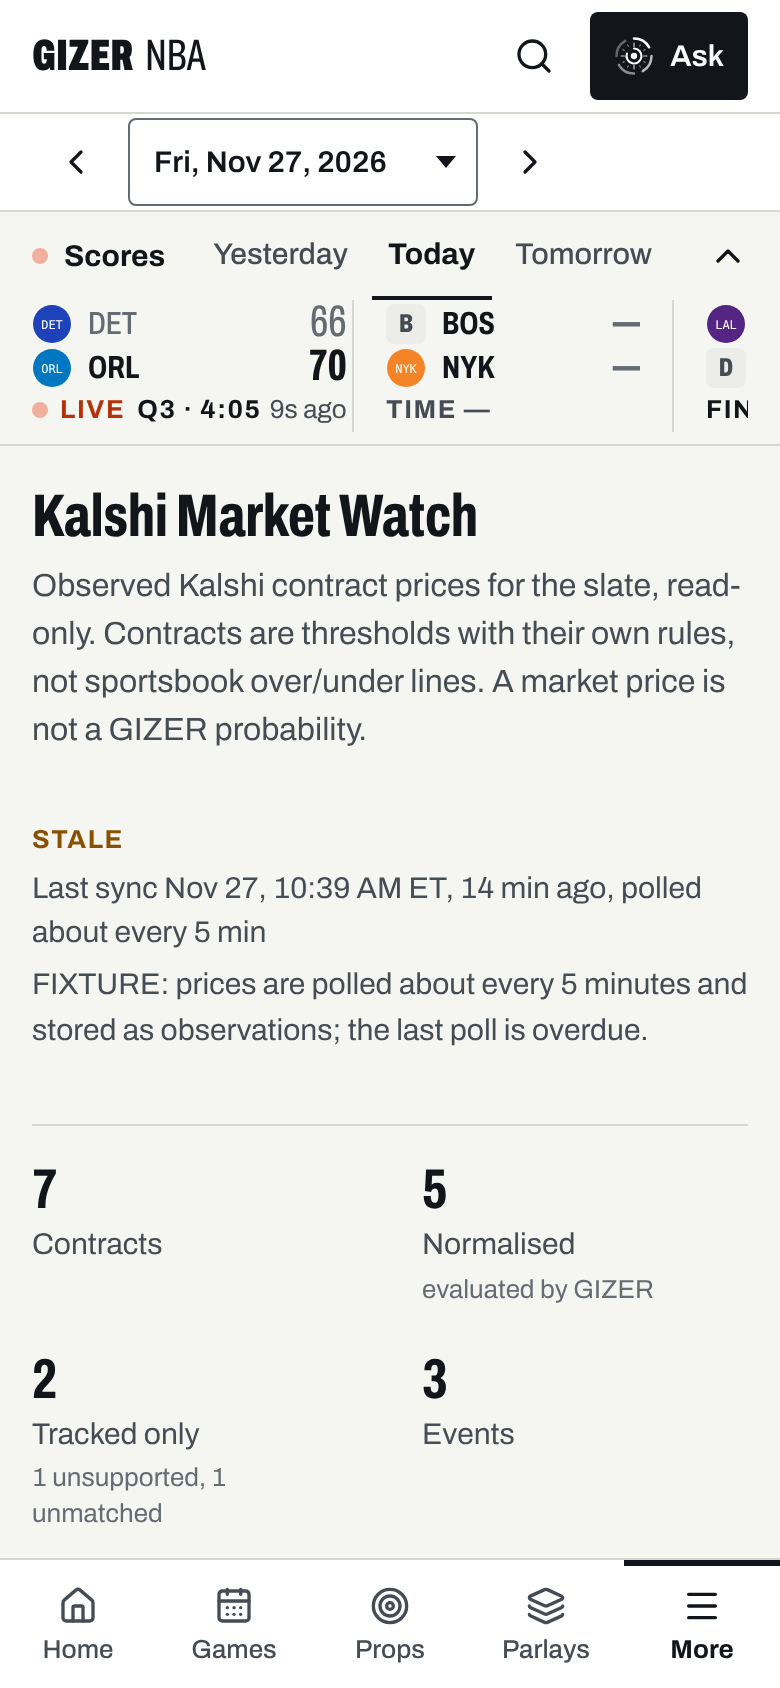 GIZER NBA
Ask
Fri, Nov 27, 2026
Scores Yesterday Today Tomorrow
DET DET 66
ORL ORL 70
LIVE Q3 · 4:05 9s ago
B BOS —
NYK NYK —
TIME —
LAL
D
FIN
Kalshi Market Watch
Observed Kalshi contract prices for the slate, read-
only. Contracts are thresholds with their own rules,
not sportsbook over/under lines. A market price is
not a GIZER probability.
STALE
Last sync Nov 27, 10:39 AM ET, 14 min ago, polled
about every 5 min
FIXTURE: prices are polled about every 5 minutes and
stored as observations; the last poll is overdue.
7
Contracts
5
Normalised
evaluated by GIZER
2
Tracked only
1 unsupported, 1
unmatched
3
Events
Home Games Props Parlays More